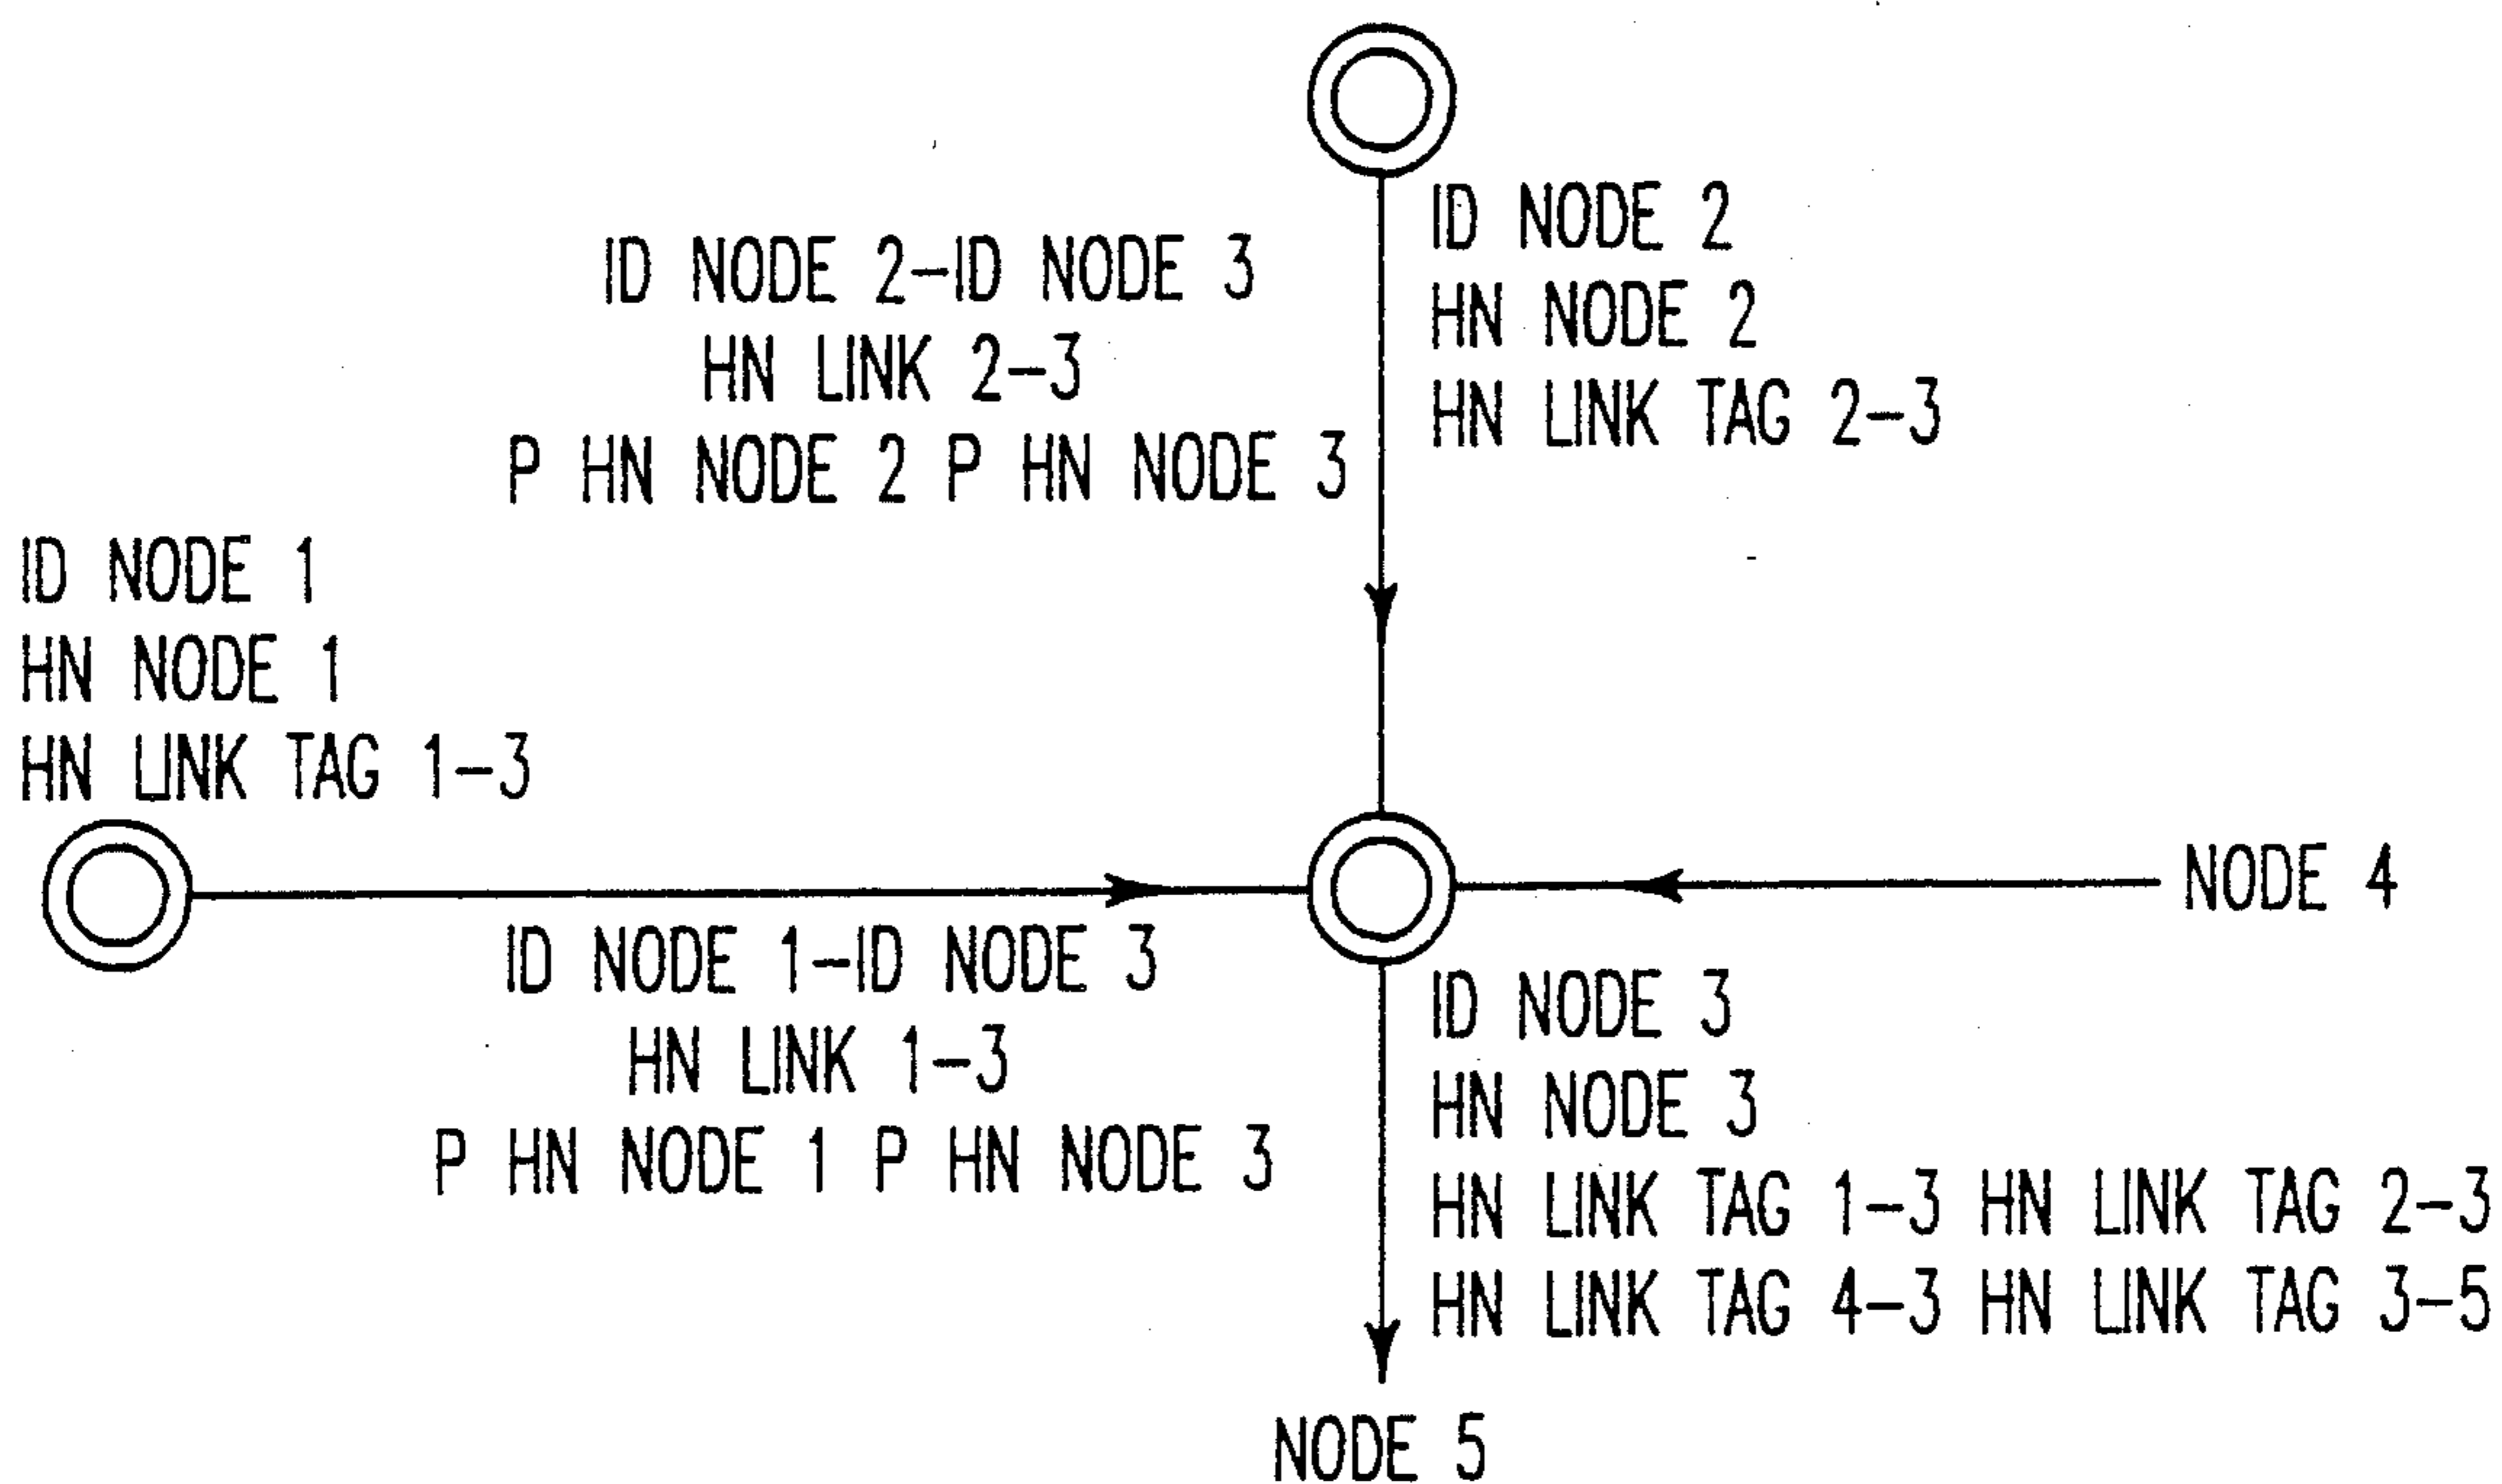 ID NODE 2
HN NODE 2
HN LINK TAG 2-3
ID NODE 2-ID NODE 3
HN LINK 2-3
P HN NODE 2 P HN NODE 3
ID NODE 1
HN NODE 1
HN LINK TAG 1-3
NODE 4
ID NODE 1-ID NODE 3
HN LINK 1-3
P HN NODE 1 P HN NODE 3
ID NODE 3
HN NODE 3
HN LINK TAG 1-3 HN LINK TAG 2-3
HN LINK TAG 4-3 HN LINK TAG 3-5
NODE 5